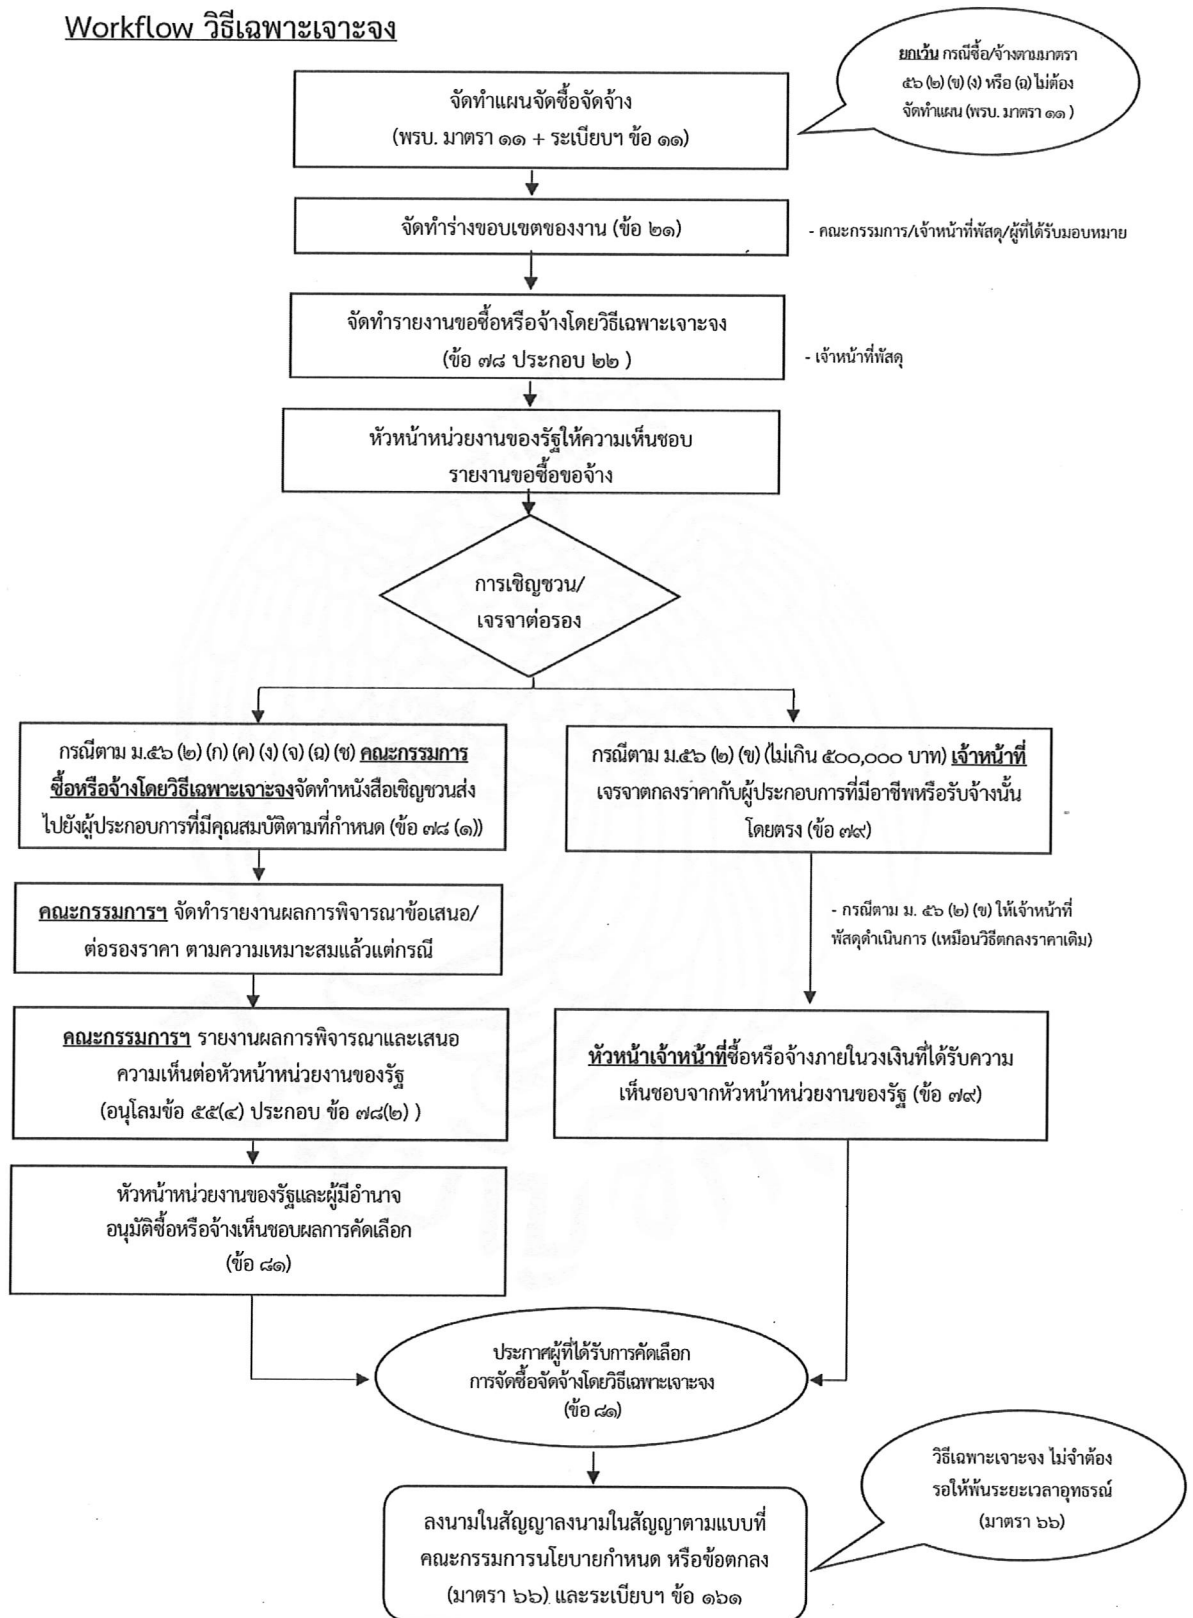 Workflow วิธีเฉพาะเจาะจง
ยกเว้น กรณีซื้อ/จ้างตามมาตรา
๕๖ (๒) (ข) (ง) หรือ (ฉ) ไม่ต้อง
จัดทำแผน (พรบ. มาตรา ๑๑ )
จัดทำแผนจัดซื้อจัดจ้าง
(พรบ. มาตรา ๑๑ + ระเบียบฯ ข้อ ๑๑)
จัดทำร่างขอบเขตของงาน (ข้อ ๒๑)
- คณะกรรมการ/เจ้าหน้าที่พัสดุ/ผู้ที่ได้รับมอบหมาย
จัดทำรายงานขอซื้อหรือจ้างโดยวิธีเฉพาะเจาะจง
(ข้อ ๗๘ ประกอบ ๒๒ )
- เจ้าหน้าที่พัสดุ
หัวหน้าหน่วยงานของรัฐให้ความเห็นชอบ
รายงานขอซื้อขอจ้าง
การเชิญชวน/
เจรจาต่อรอง
กรณีตาม ม.๕๖ (๒) (ก) (ค) (ง) (จ) (ฉ) (ช) คณะกรรมการ
ซื้อหรือจ้างโดยวิธีเฉพาะเจาะจงจัดทำหนังสือเชิญชวนส่ง
ไปยังผู้ประกอบการที่มีคุณสมบัติตามที่กำหนด (ข้อ ๗๘ (๑))
กรณีตาม ม.๕๖ (๒) (ข) (ไม่เกิน ๕๐๐,๐๐๐ บาท) เจ้าหน้าที่
เจรจาตกลงราคากับผู้ประกอบการที่มีอาชีพหรือรับจ้างนั้น
โดยตรง (ข้อ ๗๙)
คณะกรรมการฯ จัดทำรายงานผลการพิจารณาข้อเสนอ/
ต่อรองราคา ตามความเหมาะสมแล้วแต่กรณี
- กรณีตาม ม. ๕๖ (๒) (ข) ให้เจ้าหน้าที่
พัสดุดำเนินการ (เหมือนวิธีตกลงราคาเดิม)
คณะกรรมการฯ รายงานผลการพิจารณาและเสนอ
ความเห็นต่อหัวหน้าหน่วยงานของรัฐ
(อนุโลมข้อ ๕๕(๔) ประกอบ ข้อ ๗๘(๒) )
หัวหน้าเจ้าหน้าที่ซื้อหรือจ้างภายในวงเงินที่ได้รับความ
เห็นชอบจากหัวหน้าหน่วยงานของรัฐ (ข้อ ๗๙)
หัวหน้าหน่วยงานของรัฐและผู้มีอำนาจ
อนุมัติซื้อหรือจ้างเห็นชอบผลการคัดเลือก
(ข้อ ๘๑)
ประกาศผู้ที่ได้รับการคัดเลือก
การจัดซื้อจัดจ้างโดยวิธีเฉพาะเจาะจง
(ข้อ ๘๑)
วิธีเฉพาะเจาะจง ไม่จำต้อง
รอให้พ้นระยะเวลาอุทธรณ์
(มาตรา ๖๖)
ลงนามในสัญญาลงนามในสัญญาตามแบบที่
คณะกรรมการนโยบายกำหนด หรือข้อตกลง
(มาตรา ๖๖) และระเบียบฯ ข้อ ๑๖๑